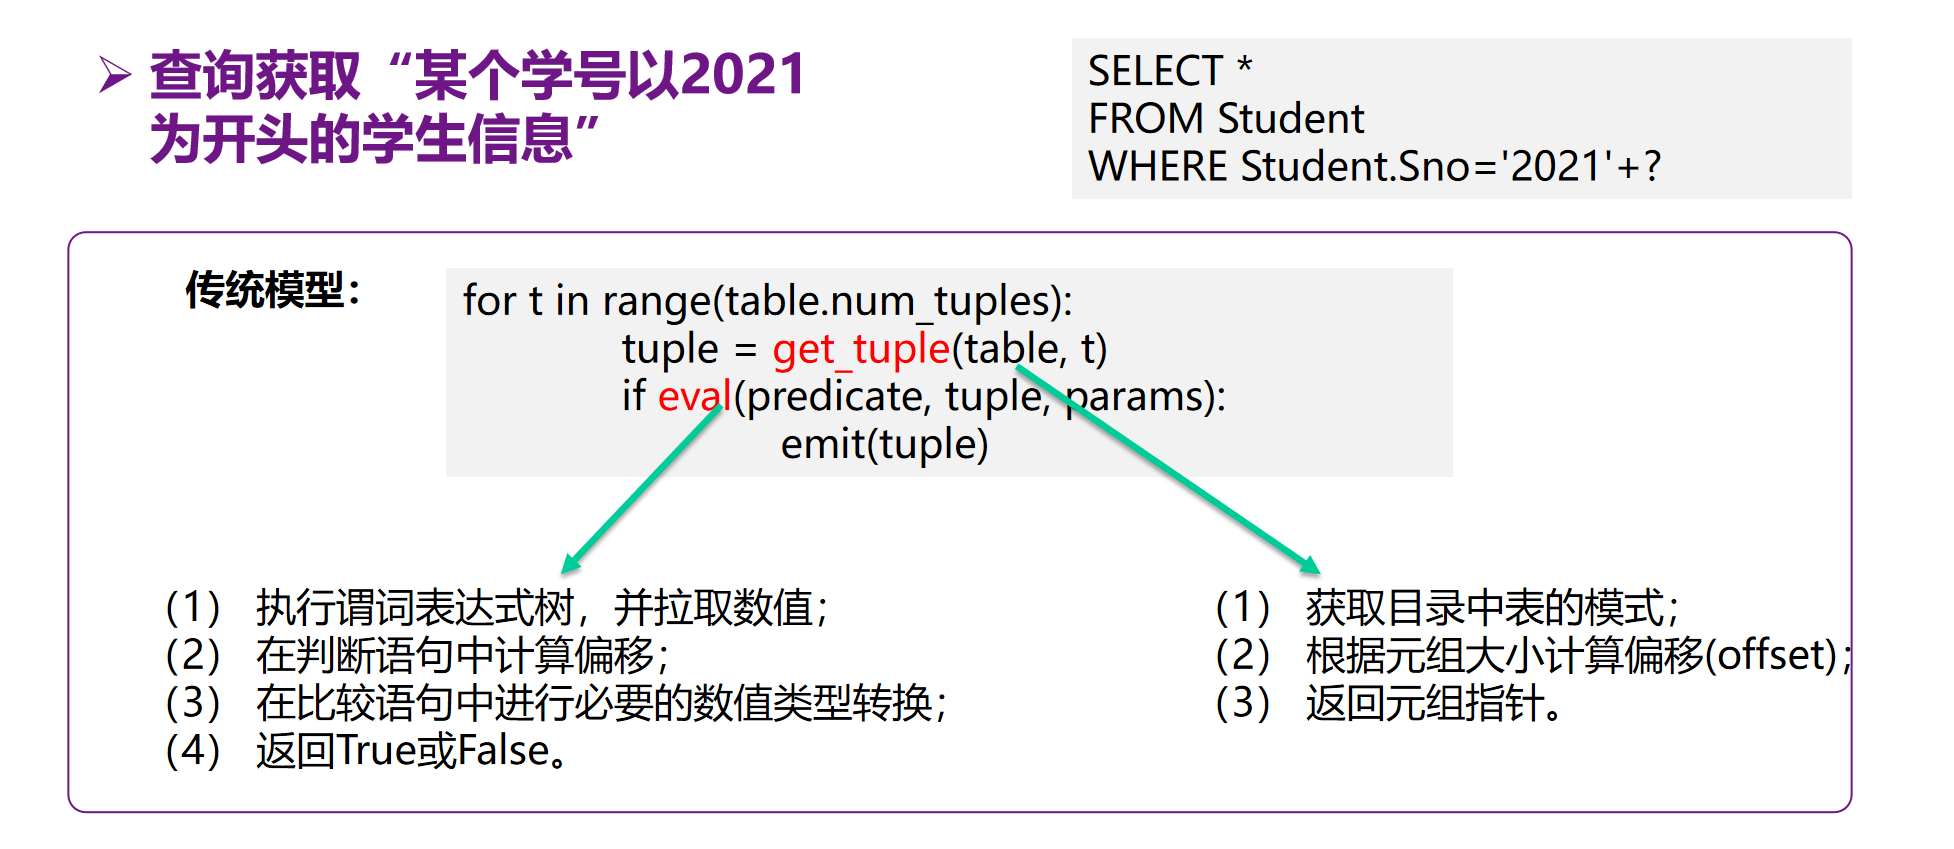 查询获取“某个学号以2021
为开头的学生信息”
SELECT *
FROM Student
WHERE Student.Sno='2021'+?
传统模型：
for t in range(table.num_tuples):
tuple = get_tuple(table, t)
if eval(predicate, tuple, params):
emit(tuple)
（1） 执行谓词表达式树，并拉取数值；
（2） 在判断语句中计算偏移；
（3） 在比较语句中进行必要的数值类型转换；
（4） 返回True或False。
（1） 获取目录中表的模式；
（2） 根据元组大小计算偏移(offset)；
（3） 返回元组指针。